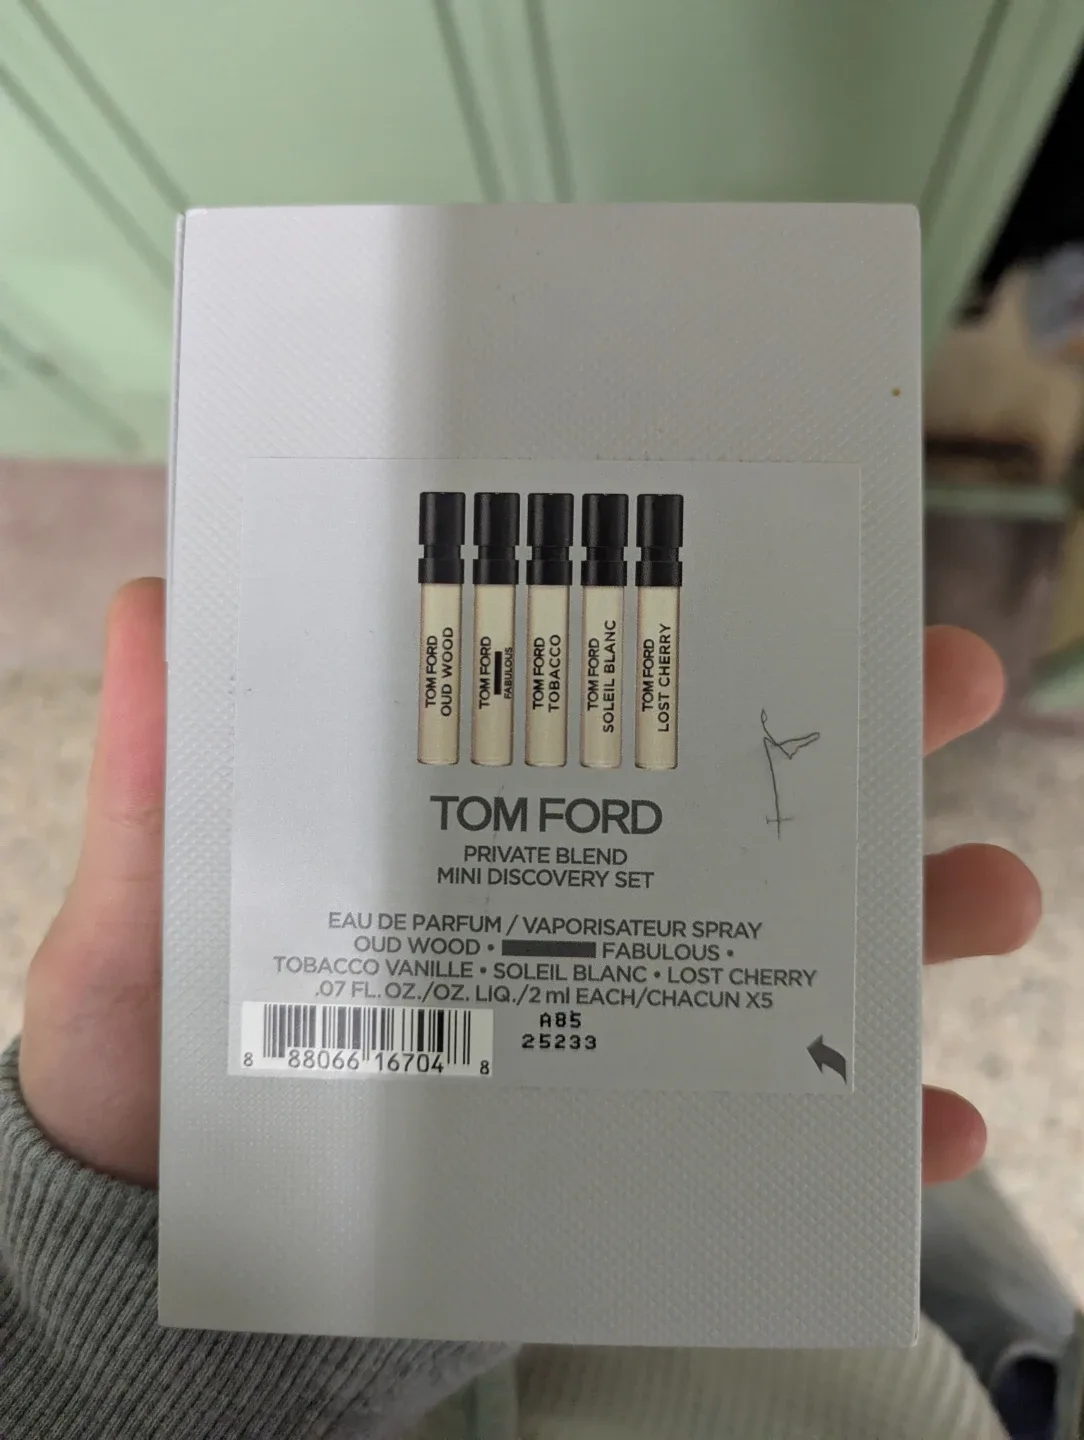 TOM FORD
OUD WOOD
TOM FORD
FABULOUS
TOM FORD
TOBACCO
TOM FORD
SOLEIL BLANC
TOM FORD
LOST CHERRY
TOM FORD
PRIVATE BLEND
MINI DISCOVERY SET
EAU DE PARFUM / VAPORISATEUR SPRAY
OUD WOOD • FABULOUS •
TOBACCO VANILLE • SOLEIL BLANC • LOST CHERRY
.07 FL. OZ./OZ. LIQ./2 ml EACH/CHACUN X5
A85
25233
8 88066 16704 8